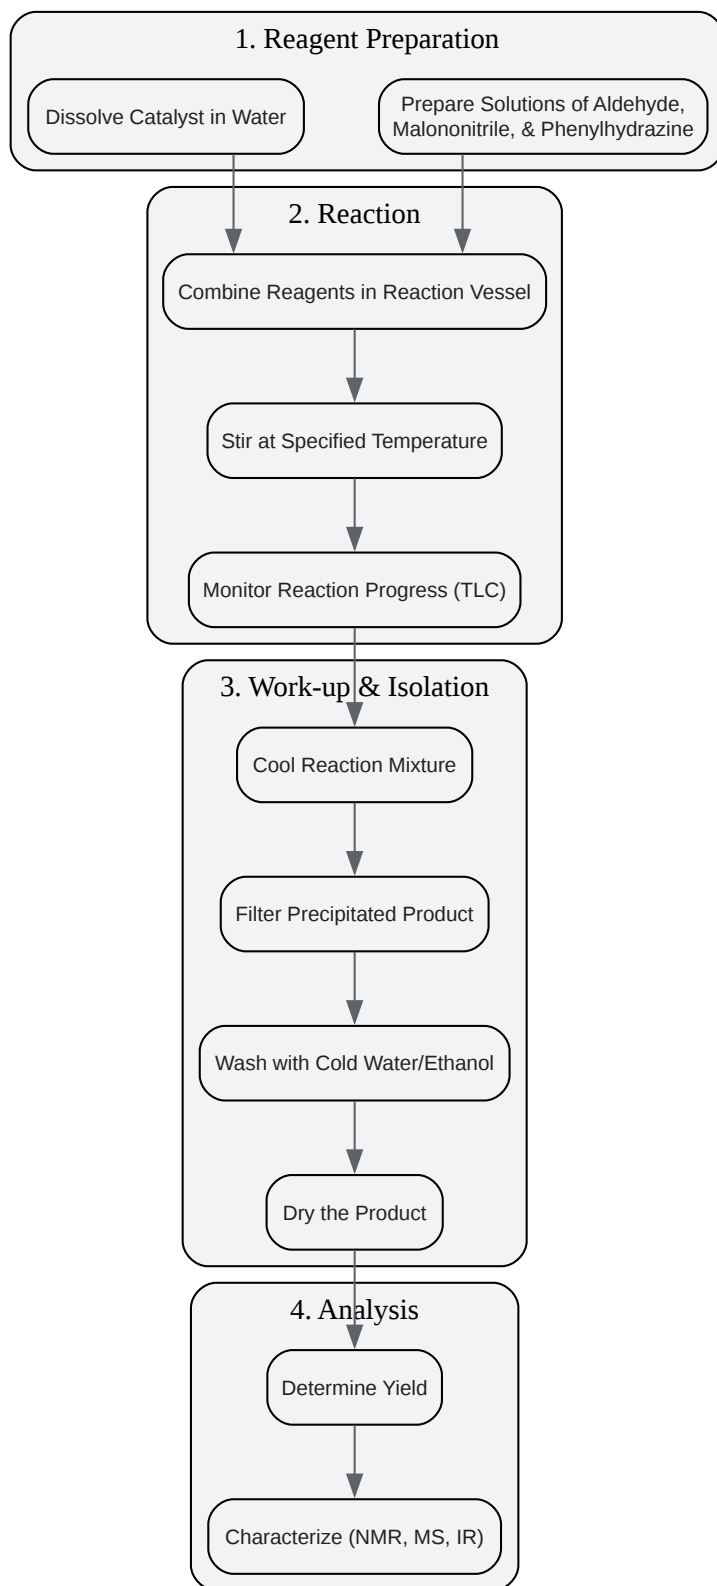 1. Reagent Preparation
Dissolve Catalyst in Water
Prepare Solutions of Aldehyde,
Malononitrile, & Phenylhydrazine
2. Reaction
Combine Reagents in Reaction Vessel
Stir at Specified Temperature
Monitor Reaction Progress (TLC)
3. Work-up & Isolation
Cool Reaction Mixture
Filter Precipitated Product
Wash with Cold Water/Ethanol
Dry the Product
4. Analysis
Determine Yield
Characterize (NMR, MS, IR)